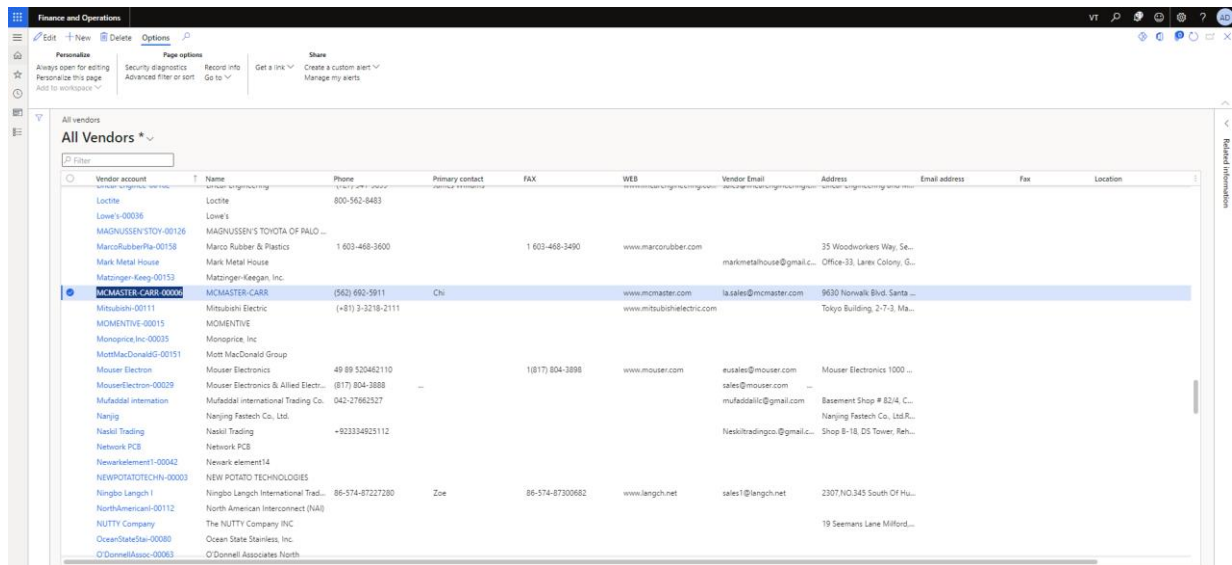 Finance and Operations VT ? AD
Edit New Delete Options
Personalize Page options Share
Always open for editing Security diagnostics Record info Get a link Create a custom alert
Personalize this page Advanced filter or sort Go to Manage my alerts
Add to workspace
All vendors
All Vendors *
Filter
Related information
Vendor account Name Phone Primary contact FAX WEB Vendor Email Address Email address Fax Location
Loctite Loctite 800-562-8483
Lowe's-00036 Lowe's
MAGNUSSEN'STOY-00126 MAGNUSSEN'S TOYOTA OF PALO ...
MarcoRubberPla-00158 Marco Rubber & Plastics 1 603-468-3600 1 603-468-3490 www.marcorubber.com 35 Woodworkers Way, Se...
Mark Metal House Mark Metal House markmetalhouse@gmail.c... Office-33, Larex Colony, G...
Matzinger-Keeg-00153 Matzinger-Keegan, Inc.
MCMASTER-CARR-00006 MCMASTER-CARR (562) 692-5911 Chi www.mcmaster.com la.sales@mcmaster.com 9630 Norwalk Blvd. Santa ...
Mitsubishi-00111 Mitsubishi Electric (+81) 3-3218-2111 www.mitsubishielectric.com Tokyo Building, 2-7-3, Ma...
MOMENTIVE-00015 MOMENTIVE
Monoprice,Inc-00035 Monoprice, Inc
MottMacDonaldG-00151 Mott MacDonald Group
Mouser Electron Mouser Electronics 49 89 520462110 1(817) 804-3898 www.mouser.com eusales@mouser.com Mouser Electronics 1000 ...
MouserElectron-00029 Mouser Electronics & Allied Electr... (817) 804-3888 ... sales@mouser.com ...
Mufaddal internation Mufaddal international Trading Co. 042-27662527 mufaddalilc@gmail.com Basement Shop # 82/4, C...
Nanjig Nanjing Fastech Co., Ltd. Nanjing Fastech Co., Ltd.R...
Naskil Trading Naskil Trading +923334925112 Neskiltradingco.@gmail.c... Shop B-18, DS Tower, Reh...
Network PCB Network PCB
Newarkelement1-00042 Newark element14
NEWPOTATOTECHN-00003 NEW POTATO TECHNOLOGIES
Ningbo Langch I Ningbo Langch International Trad... 86-574-87227280 Zoe 86-574-87300682 www.langch.net sales1@langch.net 2307,NO.345 South Of Hu...
NorthAmericanI-00112 North American Interconnect (NAI)
NUTTY Company The NUTTY Company INC 19 Seemans Lane Milford,...
OceanStateStai-00080 Ocean State Stainless, Inc.
O'DonnellAssoc-00063 O'Donnell Associates North